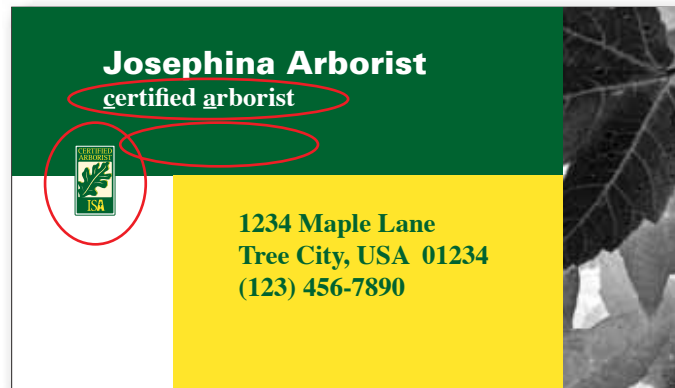 Josephina Arborist
certified arborist
CERTIFIED
ARBORIST
ISA
1234 Maple Lane
Tree City, USA  01234
(123) 456-7890